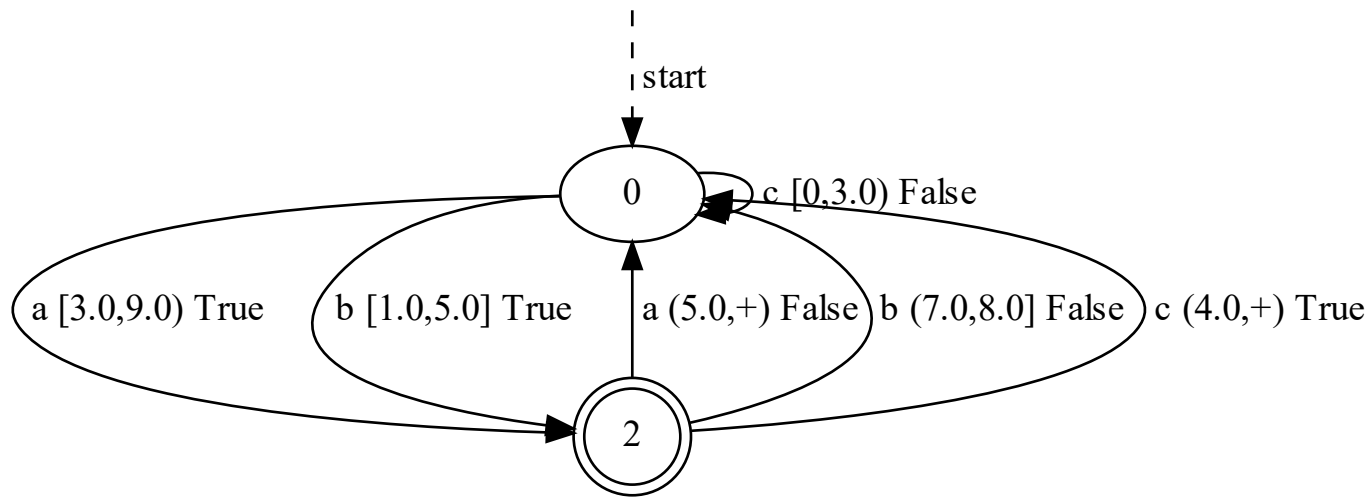 start
0
c [0,3.0) False
a [3.0,9.0) True
b [1.0,5.0] True
a (5.0,+) False
b (7.0,8.0] False
c (4.0,+) True
2